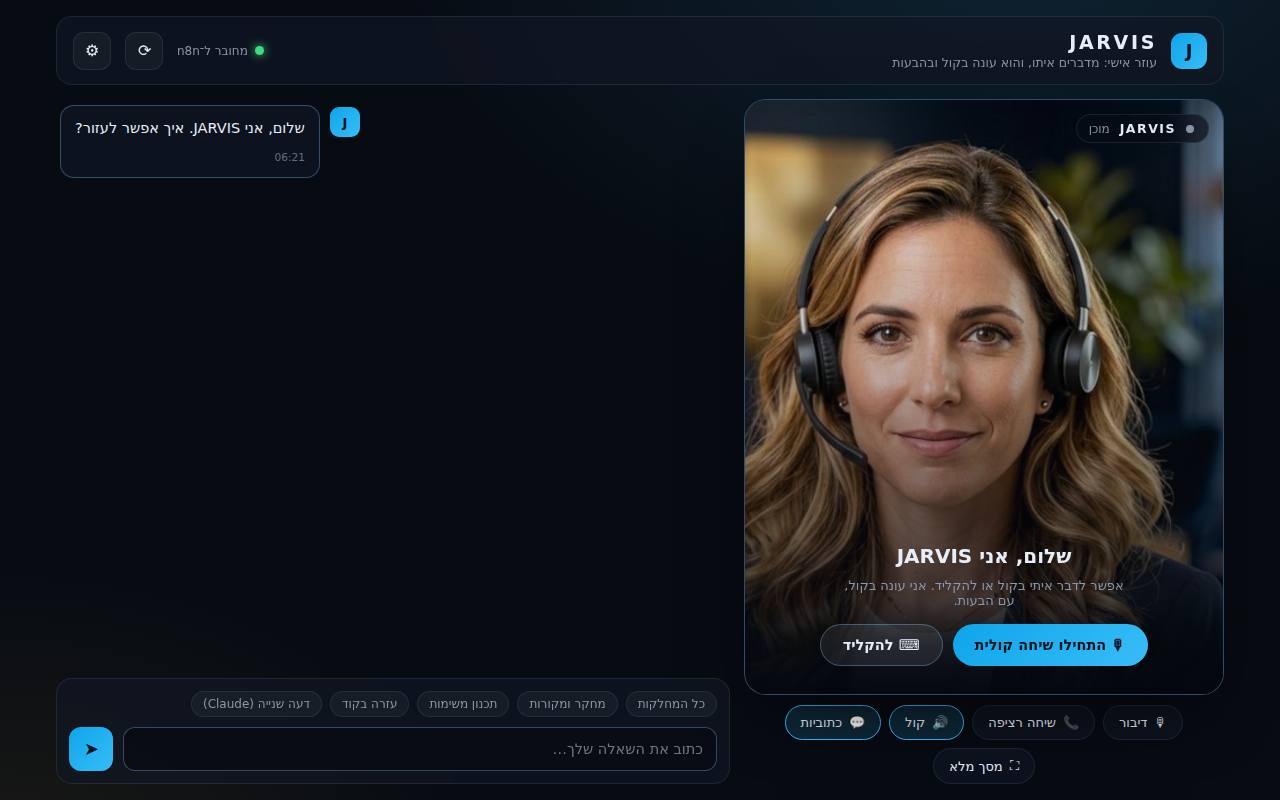 J
JARVIS
עוזר אישי: מדברים איתו, והוא עונה בקול ובהבעות
מחובר ל־n8n
JARVIS מוכן
שלום, אני JARVIS
אפשר לדבר איתי בקול או להקליד. אני עונה בקול,
עם הבעות.
התחילו שיחה קולית
להקליד
דיבור
שיחה רציפה
קול
כתוביות
מסך מלא
J
שלום, אני JARVIS. איך אפשר לעזור?
06:21
כל המחלקות
מחקר ומקורות
תכנון משימות
עזרה בקוד
דעה שנייה (Claude)
כתוב את השאלה שלך...